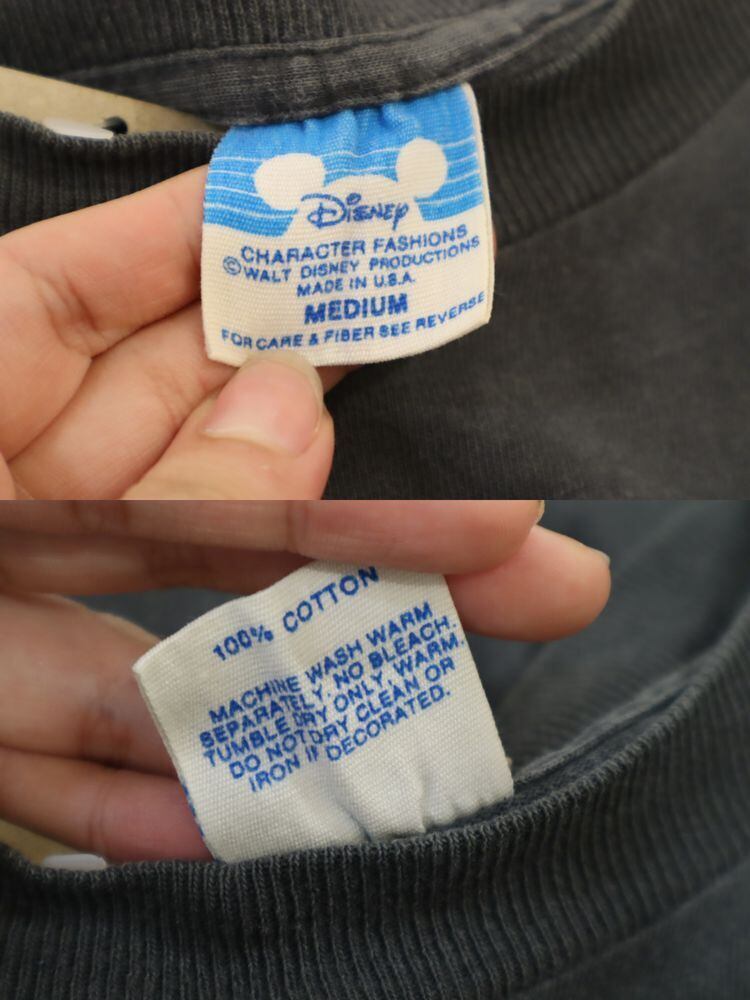 Disney
CHARACTER FASHIONS
©WALT DISNEY PRODUCTIONS
MADE IN U.S.A.
MEDIUM
FOR CARE & FIBER SEE REVERSE
100% COTTON
MACHINE WASH WARM
SEPARATELY. NO BLEACH.
TUMBLE DRY ONLY, WARM.
DO NOT DRY CLEAN OR
IRON IF DECORATED.